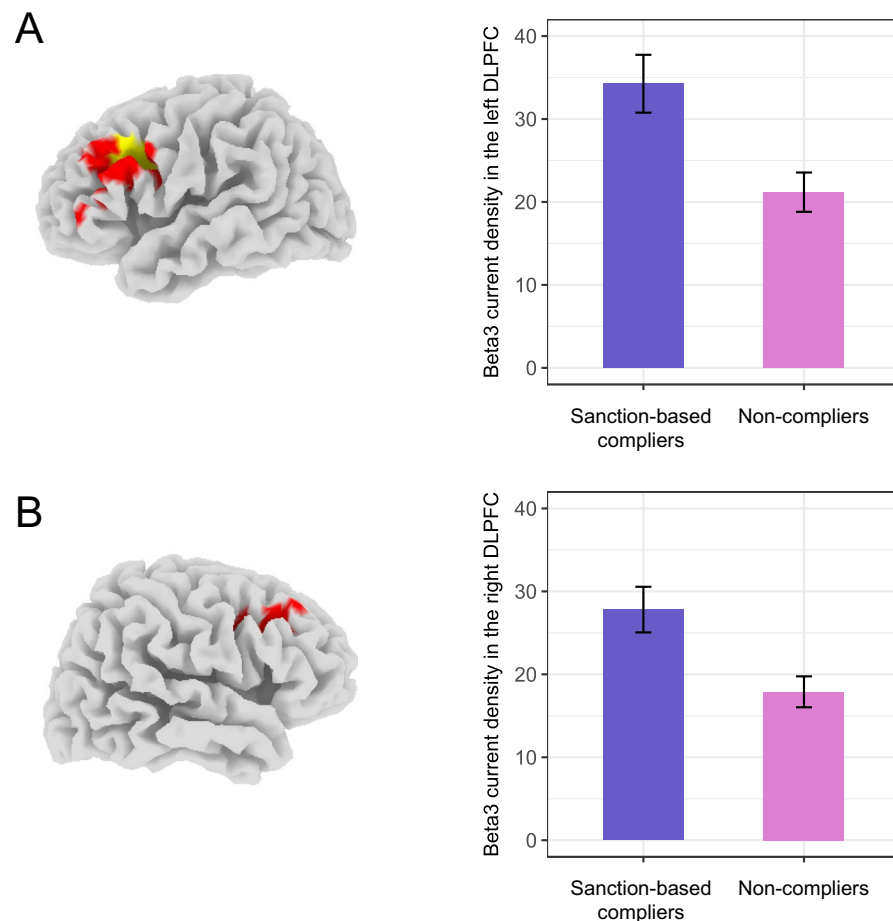 A
Beta3 current density in the left DLPFC
40
30
20
10
0
Sanction-based
compliers
Non-compliers
B
Beta3 current density in the right DLPFC
40
30
20
10
0
Sanction-based
compliers
Non-compliers